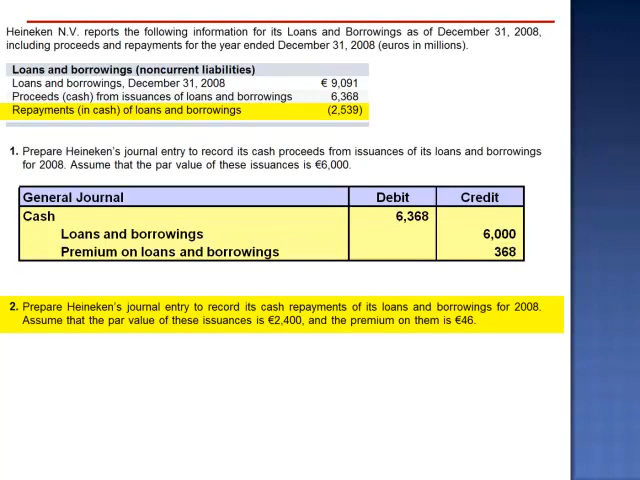 Heineken N.V. reports the following information for its Loans and Borrowings as of December 31, 2008,
including proceeds and repayments for the year ended December 31, 2008 (euros in millions).
Loans and borrowings (noncurrent liabilities)
Loans and borrowings, December 31, 2008 € 9,091
Proceeds (cash) from issuances of loans and borrowings 6,368
Repayments (in cash) of loans and borrowings (2,539)
1. Prepare Heineken's journal entry to record its cash proceeds from issuances of its loans and borrowings
for 2008. Assume that the par value of these issuances is €6,000.
General Journal Debit Credit
Cash 6,368
Loans and borrowings 6,000
Premium on loans and borrowings 368
2. Prepare Heineken's journal entry to record its cash repayments of its loans and borrowings for 2008.
Assume that the par value of these issuances is €2,400, and the premium on them is €46.